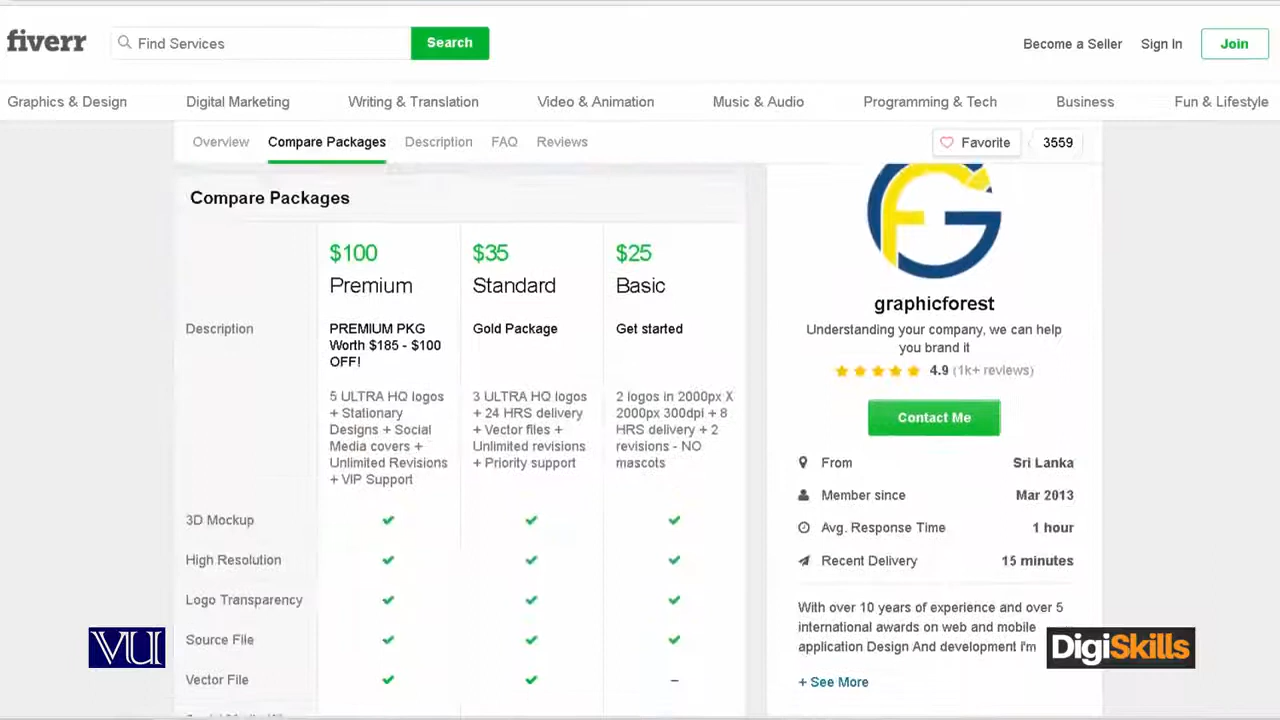 fiverr
Find Services
Search
Become a Seller
Sign In
Join
Graphics & Design
Digital Marketing
Writing & Translation
Video & Animation
Music & Audio
Programming & Tech
Business
Fun & Lifestyle
Overview
Compare Packages
Description
FAQ
Reviews
Favorite
3559
Compare Packages
$100
Premium
$35
Standard
$25
Basic
Description
PREMIUM PKG
Worth $185 - $100
OFF!
5 ULTRA HQ logos
+ Stationary
Designs + Social
Media covers +
Unlimited Revisions
+ VIP Support
Gold Package
3 ULTRA HQ logos
+ 24 HRS delivery
+ Vector files +
Unlimited revisions
+ Priority support
Get started
2 logos in 2000px X
2000px 300dpi + 8
HRS delivery + 2
revisions - NO
mascots
3D Mockup
High Resolution
Logo Transparency
Source File
Vector File
–
graphicforest
Understanding your company, we can help
you brand it
4.9 (1k+ reviews)
Contact Me
From
Sri Lanka
Member since
Mar 2013
Avg. Response Time
1 hour
Recent Delivery
15 minutes
With over 10 years of experience and over 5
international awards on web and mobile
application Design And development I'm
+ See More
VU
DigiSkills